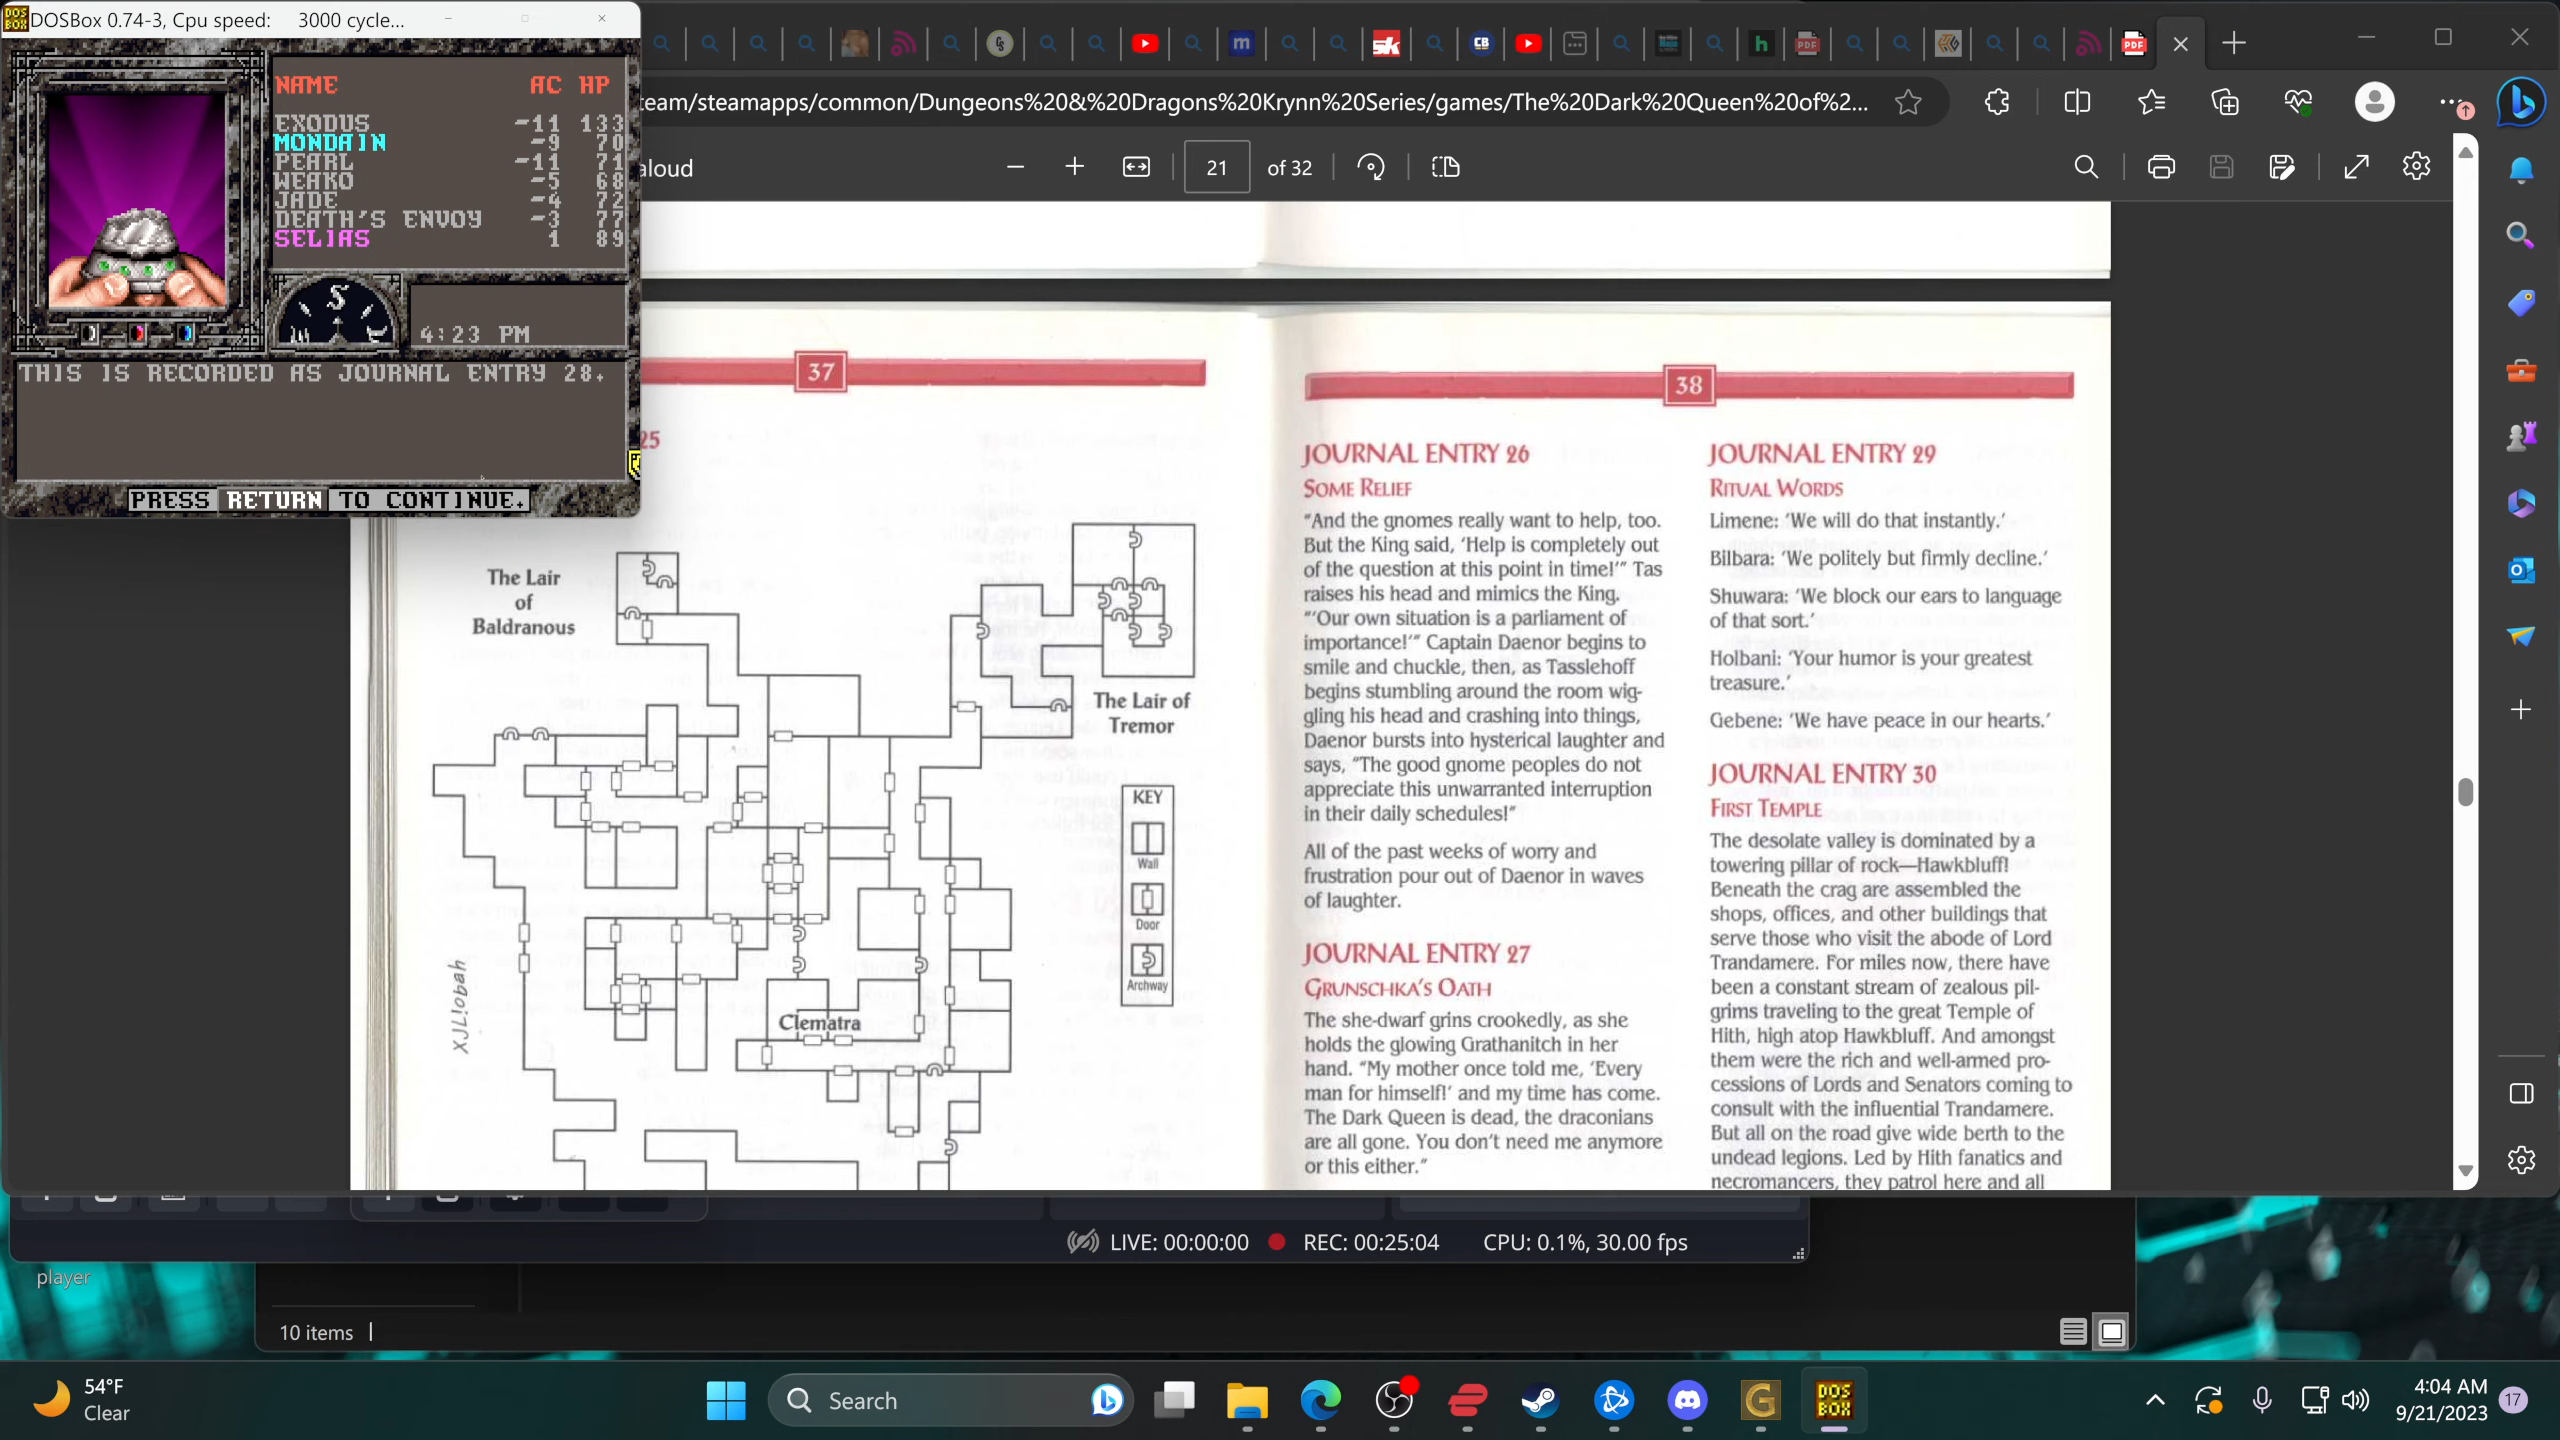 DOSBox 0.74-3, Cpu speed: 3000 cycle...
NAME AC HP
EXODUS -11 133
MONDAIN -9 70
PEARL -11 71
WEAKO -5 68
JADE -4 72
DEATH'S ENVOY -3 77
SELIAS 1 89
S
W
4:23 PM
THIS IS RECORDED AS JOURNAL ENTRY 28.
PRESS RETURN TO CONTINUE.
eam/steamapps/common/Dungeons%20&%20Dragons%20Krynn%20Series/games/The%20Dark%20Queen%20of%2...
aloud
21 of 32
37
25
The Lair
of
Baldranous
The Lair of
Tremor
KEY
Wall
Door
Archway
Clematra
38
JOURNAL ENTRY 26
SOME RELIEF
"And the gnomes really want to help, too.
But the King said, 'Help is completely out
of the question at this point in time!'" Tas
raises his head and mimics the King.
"'Our own situation is a parliament of
importance!'" Captain Daenor begins to
smile and chuckle, then, as Tasslehoff
begins stumbling around the room wig-
gling his head and crashing into things,
Daenor bursts into hysterical laughter and
says, "The good gnome peoples do not
appreciate this unwarranted interruption
in their daily schedules!"
All of the past weeks of worry and
frustration pour out of Daenor in waves
of laughter.
JOURNAL ENTRY 27
GRUNSCHKA'S OATH
The she-dwarf grins crookedly, as she
holds the glowing Grathanitch in her
hand. "My mother once told me, 'Every
man for himself!' and my time has come.
The Dark Queen is dead, the draconians
are all gone. You don't need me anymore
or this either."
JOURNAL ENTRY 29
RITUAL WORDS
Limene: 'We will do that instantly.'
Bilbara: 'We politely but firmly decline.'
Shuwara: 'We block our ears to language
of that sort.'
Holbani: 'Your humor is your greatest
treasure.'
Gebene: 'We have peace in our hearts.'
JOURNAL ENTRY 30
FIRST TEMPLE
The desolate valley is dominated by a
towering pillar of rock—Hawkbluff!
Beneath the crag are assembled the
shops, offices, and other buildings that
serve those who visit the abode of Lord
Trandamere. For miles now, there have
been a constant stream of zealous pil-
grims traveling to the great Temple of
Hith, high atop Hawkbluff. And amongst
them were the rich and well-armed pro-
cessions of Lords and Senators coming to
consult with the influential Trandamere.
But all on the road give wide berth to the
undead legions. Led by Hith fanatics and
necromancers, they patrol here and all
LIVE: 00:00:00 REC: 00:25:04 CPU: 0.1%, 30.00 fps
player
10 items
54°F
Clear
Search
DOS
BOX
4:04 AM
9/21/2023
17